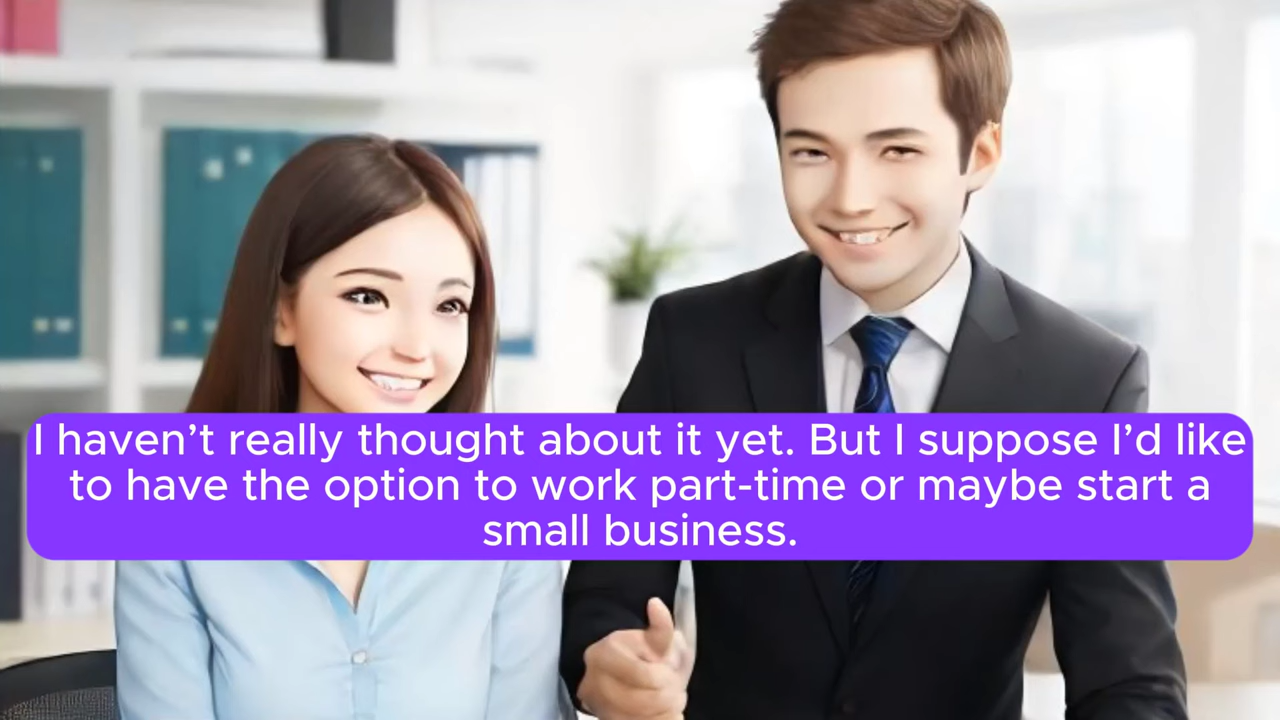 I haven’t really thought about it yet. But I suppose I’d like
to have the option to work part-time or maybe start a
small business.